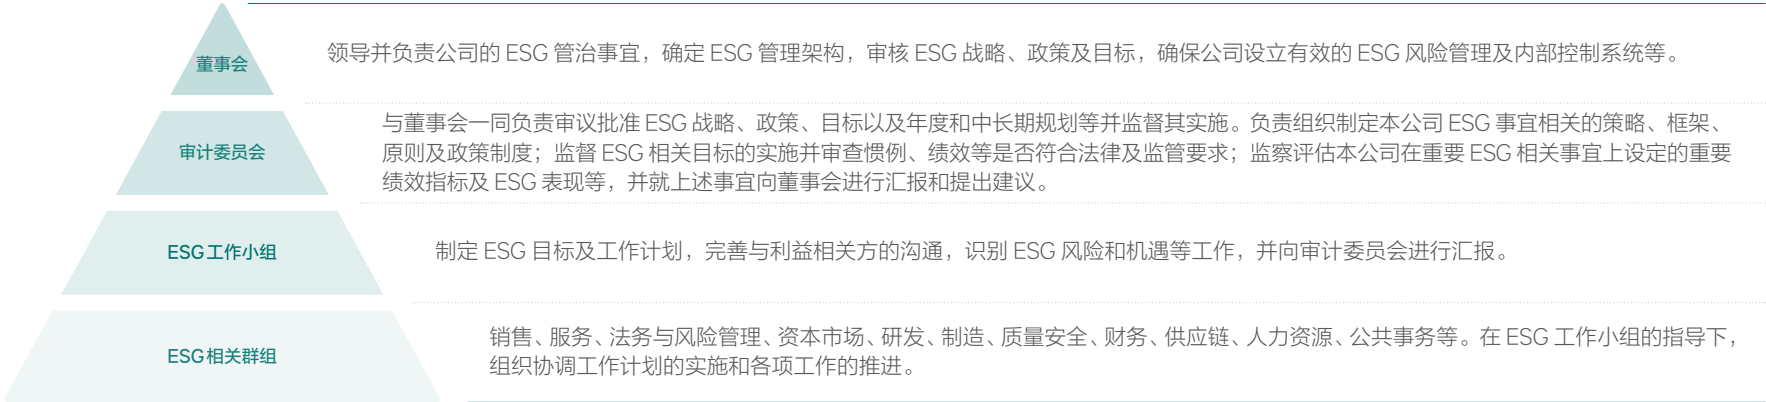 董事会
领导并负责公司的 ESG 管治事宜，确定 ESG 管理架构，审核 ESG 战略、政策及目标，确保公司设立有效的 ESG 风险管理及内部控制系统等。
审计委员会
与董事会一同负责审议批准 ESG 战略、政策、目标以及年度和中长期规划等并监督其实施。负责组织制定本公司 ESG 事宜相关的策略、框架、
原则及政策制度；监督 ESG 相关目标的实施并审查惯例、绩效等是否符合法律及监管要求；监察评估本公司在重要 ESG 相关事宜上设定的重要
绩效指标及 ESG 表现等，并就上述事宜向董事会进行汇报和提出建议。
ESG工作小组
制定 ESG 目标及工作计划，完善与利益相关方的沟通，识别 ESG 风险和机遇等工作，并向审计委员会进行汇报。
ESG相关群组
销售、服务、法务与风险管理、资本市场、研发、制造、质量安全、财务、供应链、人力资源、公共事务等。在 ESG 工作小组的指导下，
组织协调工作计划的实施和各项工作的推进。